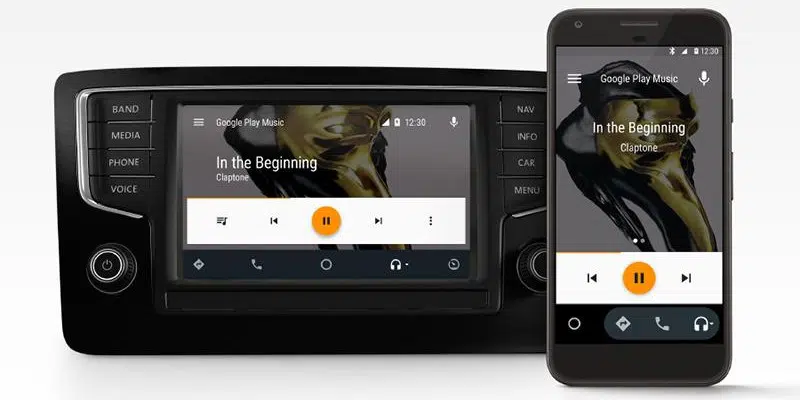 BAND
MEDIA
PHONE
VOICE
Google Play Music
12:30
In the Beginning
Claptone
NAV
INFO
CAR
MENU
12:30
Google Play Music
In the Beginning
Claptone